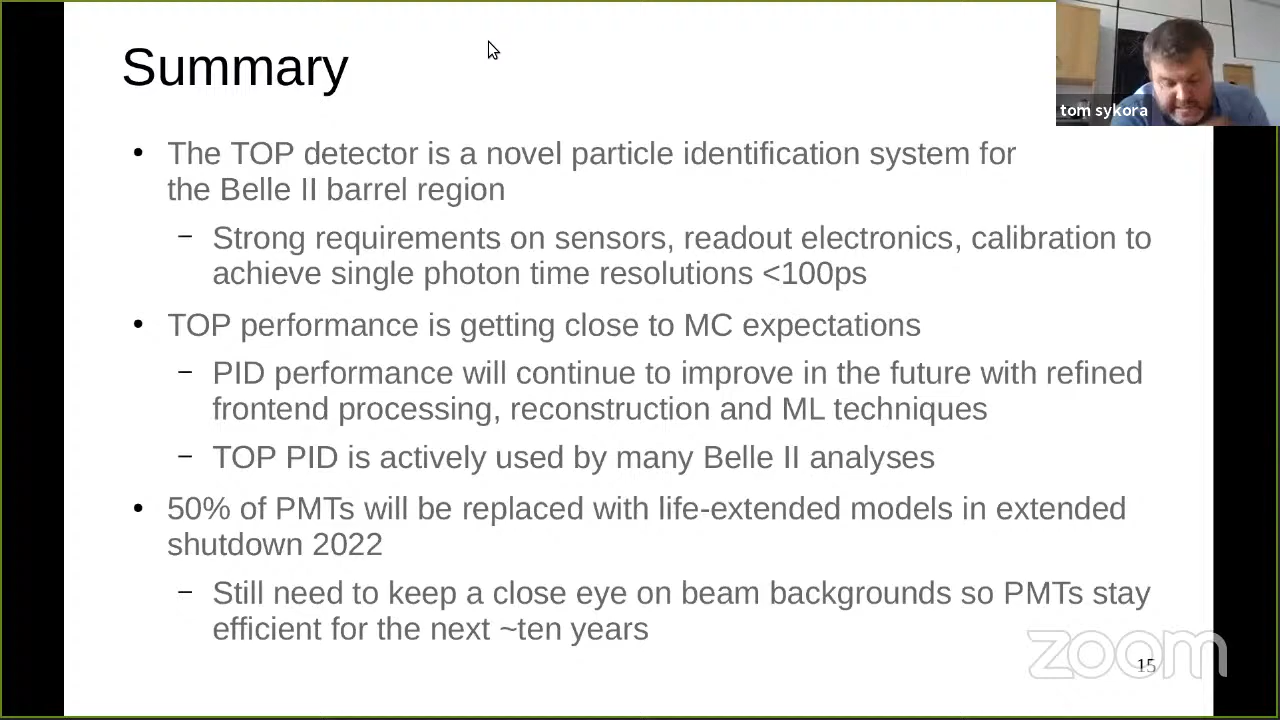 Summary
tom sykora
• The TOP detector is a novel particle identification system for
the Belle II barrel region
– Strong requirements on sensors, readout electronics, calibration to
achieve single photon time resolutions <100ps
• TOP performance is getting close to MC expectations
– PID performance will continue to improve in the future with refined
frontend processing, reconstruction and ML techniques
– TOP PID is actively used by many Belle II analyses
• 50% of PMTs will be replaced with life-extended models in extended
shutdown 2022
– Still need to keep a close eye on beam backgrounds so PMTs stay
efficient for the next ~ten years
zoom
15